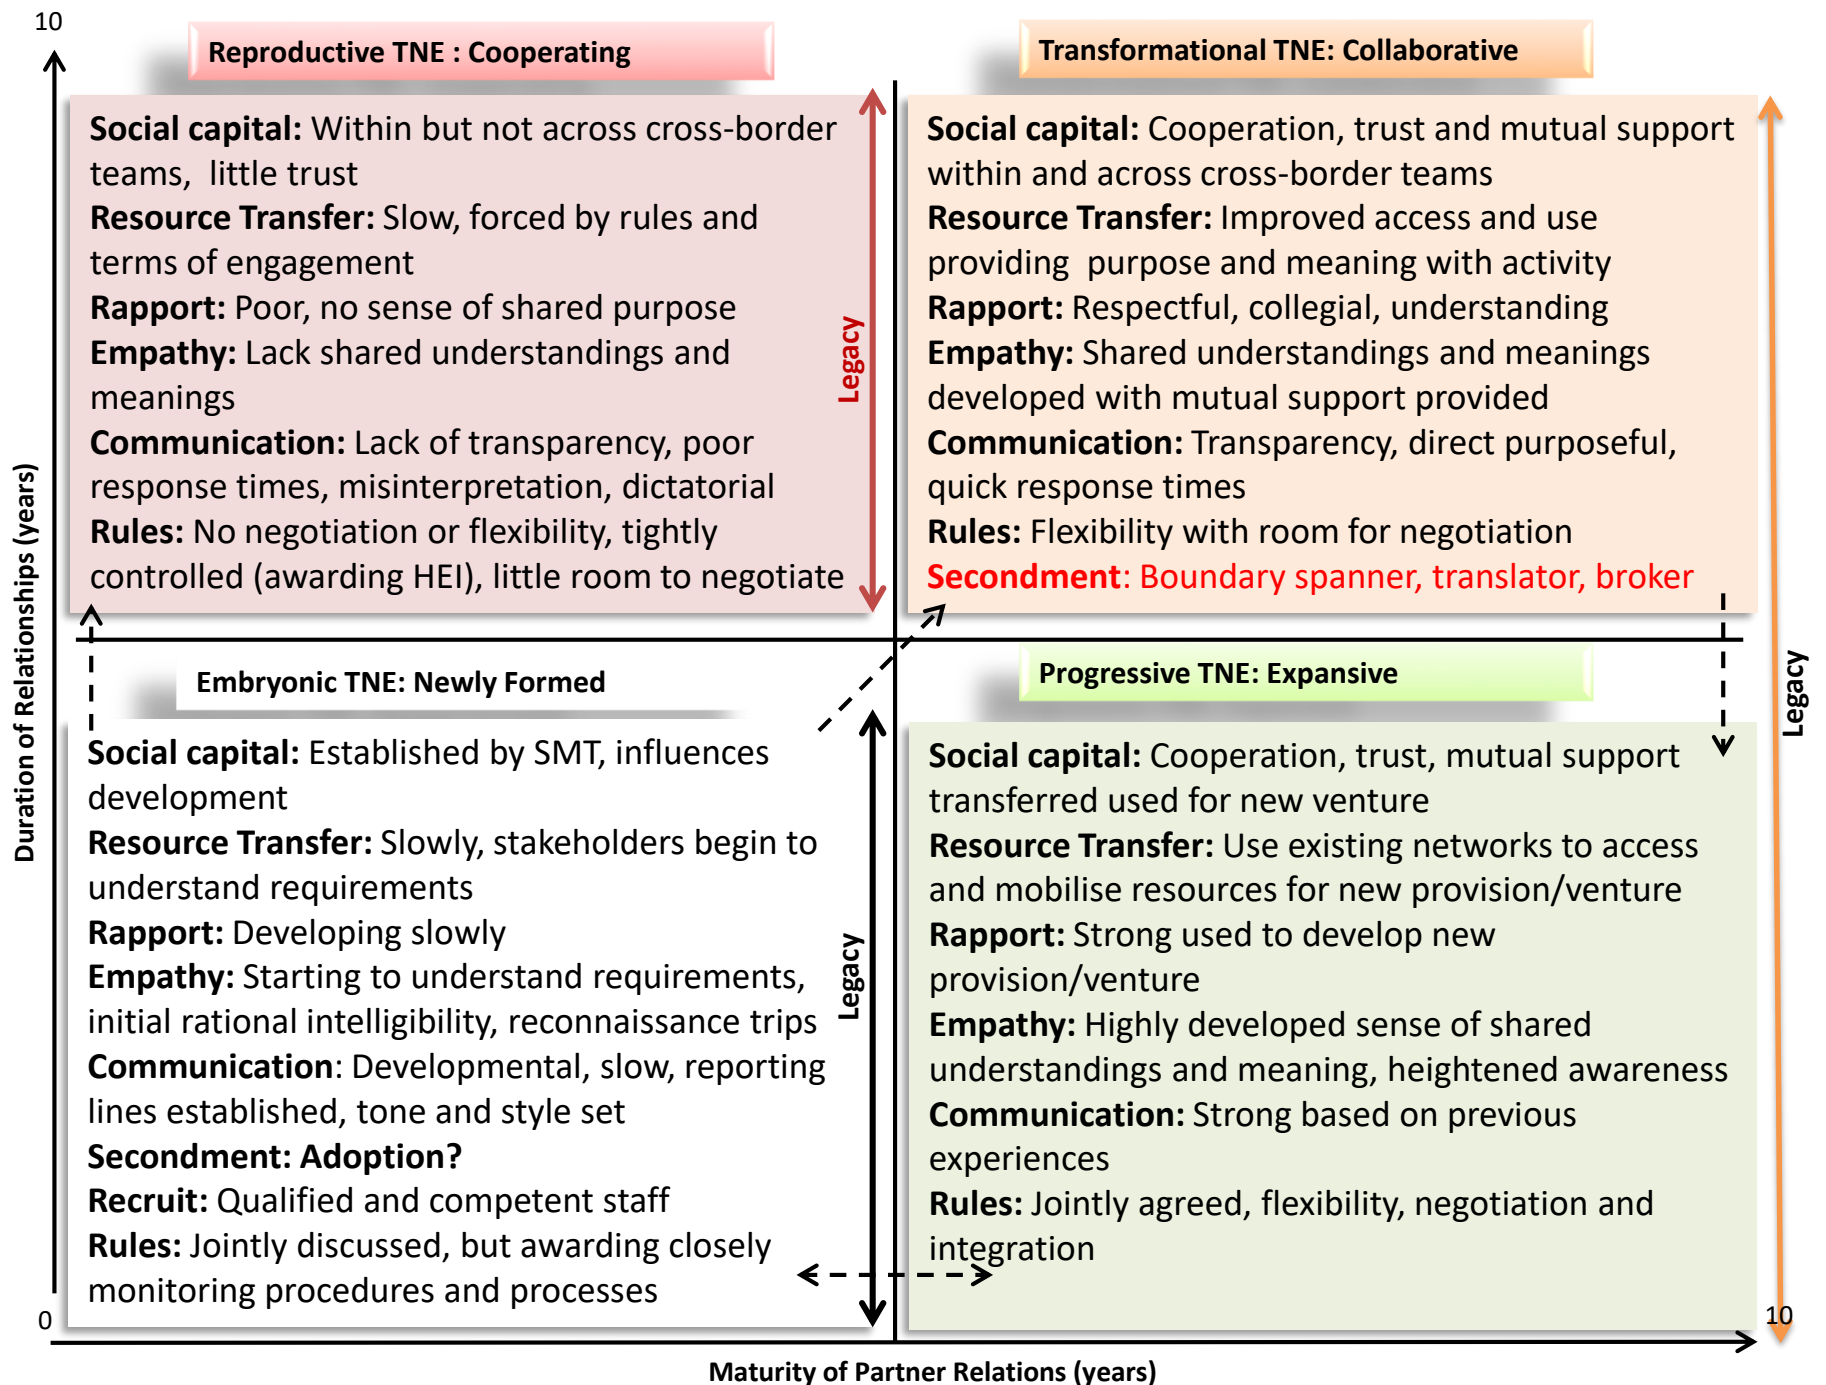 10
Reproductive TNE : Cooperating
Social capital: Within but not across cross-border
teams, little trust
Resource Transfer: Slow, forced by rules and
terms of engagement
Rapport: Poor, no sense of shared purpose
Empathy: Lack shared understandings and
meanings
Communication: Lack of transparency, poor
response times, misinterpretation, dictatorial
Rules: No negotiation or flexibility, tightly
controlled (awarding HEI), little room to negotiate
Legacy
Transformational TNE: Collaborative
Social capital: Cooperation, trust and mutual support
within and across cross-border teams
Resource Transfer: Improved access and use
providing purpose and meaning with activity
Rapport: Respectful, collegial, understanding
Empathy: Shared understandings and meanings
developed with mutual support provided
Communication: Transparency, direct purposeful,
quick response times
Rules: Flexibility with room for negotiation
Secondment: Boundary spanner, translator, broker
Legacy
Duration of Relationships (years)
Embryonic TNE: Newly Formed
Social capital: Established by SMT, influences
development
Resource Transfer: Slowly, stakeholders begin to
understand requirements
Rapport: Developing slowly
Empathy: Starting to understand requirements,
initial rational intelligibility, reconnaissance trips
Communication: Developmental, slow, reporting
lines established, tone and style set
Secondment: Adoption?
Recruit: Qualified and competent staff
Rules: Jointly discussed, but awarding closely
monitoring procedures and processes
Legacy
Progressive TNE: Expansive
Social capital: Cooperation, trust, mutual support
transferred used for new venture
Resource Transfer: Use existing networks to access
and mobilise resources for new provision/venture
Rapport: Strong used to develop new
provision/venture
Empathy: Highly developed sense of shared
understandings and meaning, heightened awareness
Communication: Strong based on previous
experiences
Rules: Jointly agreed, flexibility, negotiation and
integration
0
10
Maturity of Partner Relations (years)